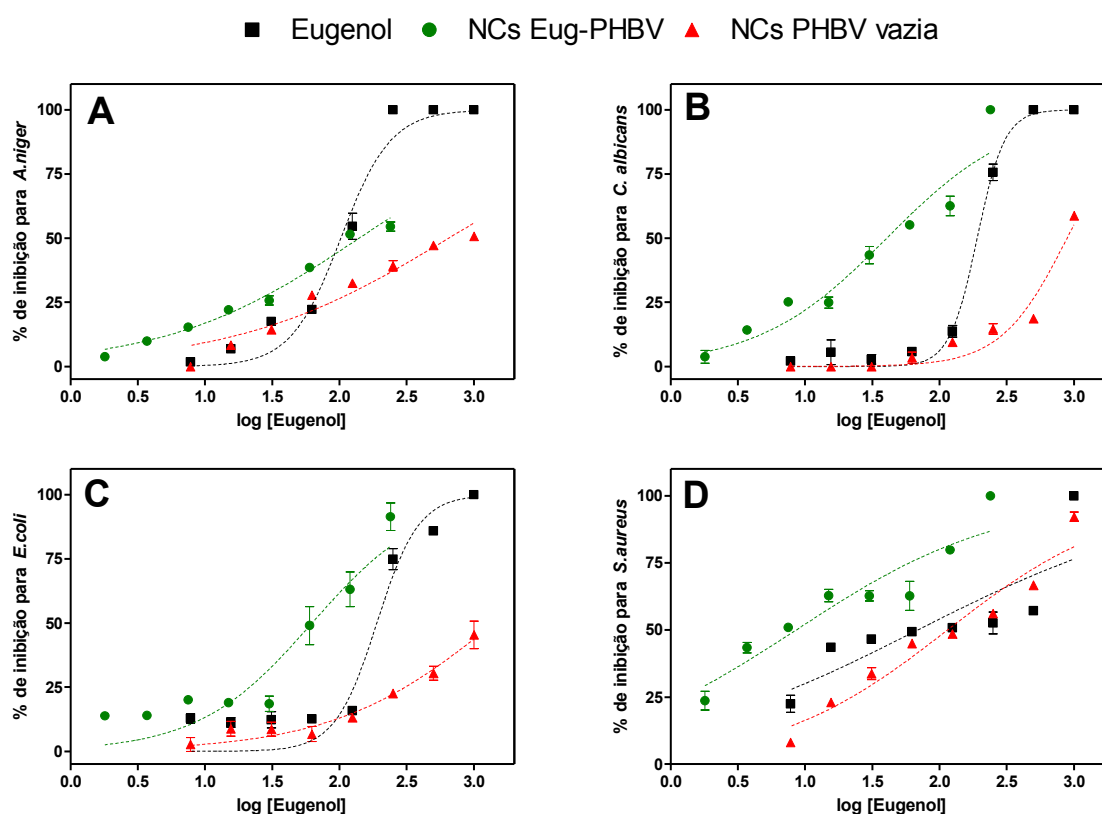 Eugenol NCs Eug-PHBV NCs PHBV vazia
A
% de inibição para A.niger
100
75
50
25
0
0.0 0.5 1.0 1.5 2.0 2.5 3.0
log [Eugenol]
B
% de inibição para C. albicans
100
75
50
25
0
0.0 0.5 1.0 1.5 2.0 2.5 3.0
log [Eugenol]
C
% de inibição para E.coli
100
75
50
25
0
0.0 0.5 1.0 1.5 2.0 2.5 3.0
log [Eugenol]
D
% de inibição para S.aureus
100
75
50
25
0
0.0 0.5 1.0 1.5 2.0 2.5 3.0
log [Eugenol]